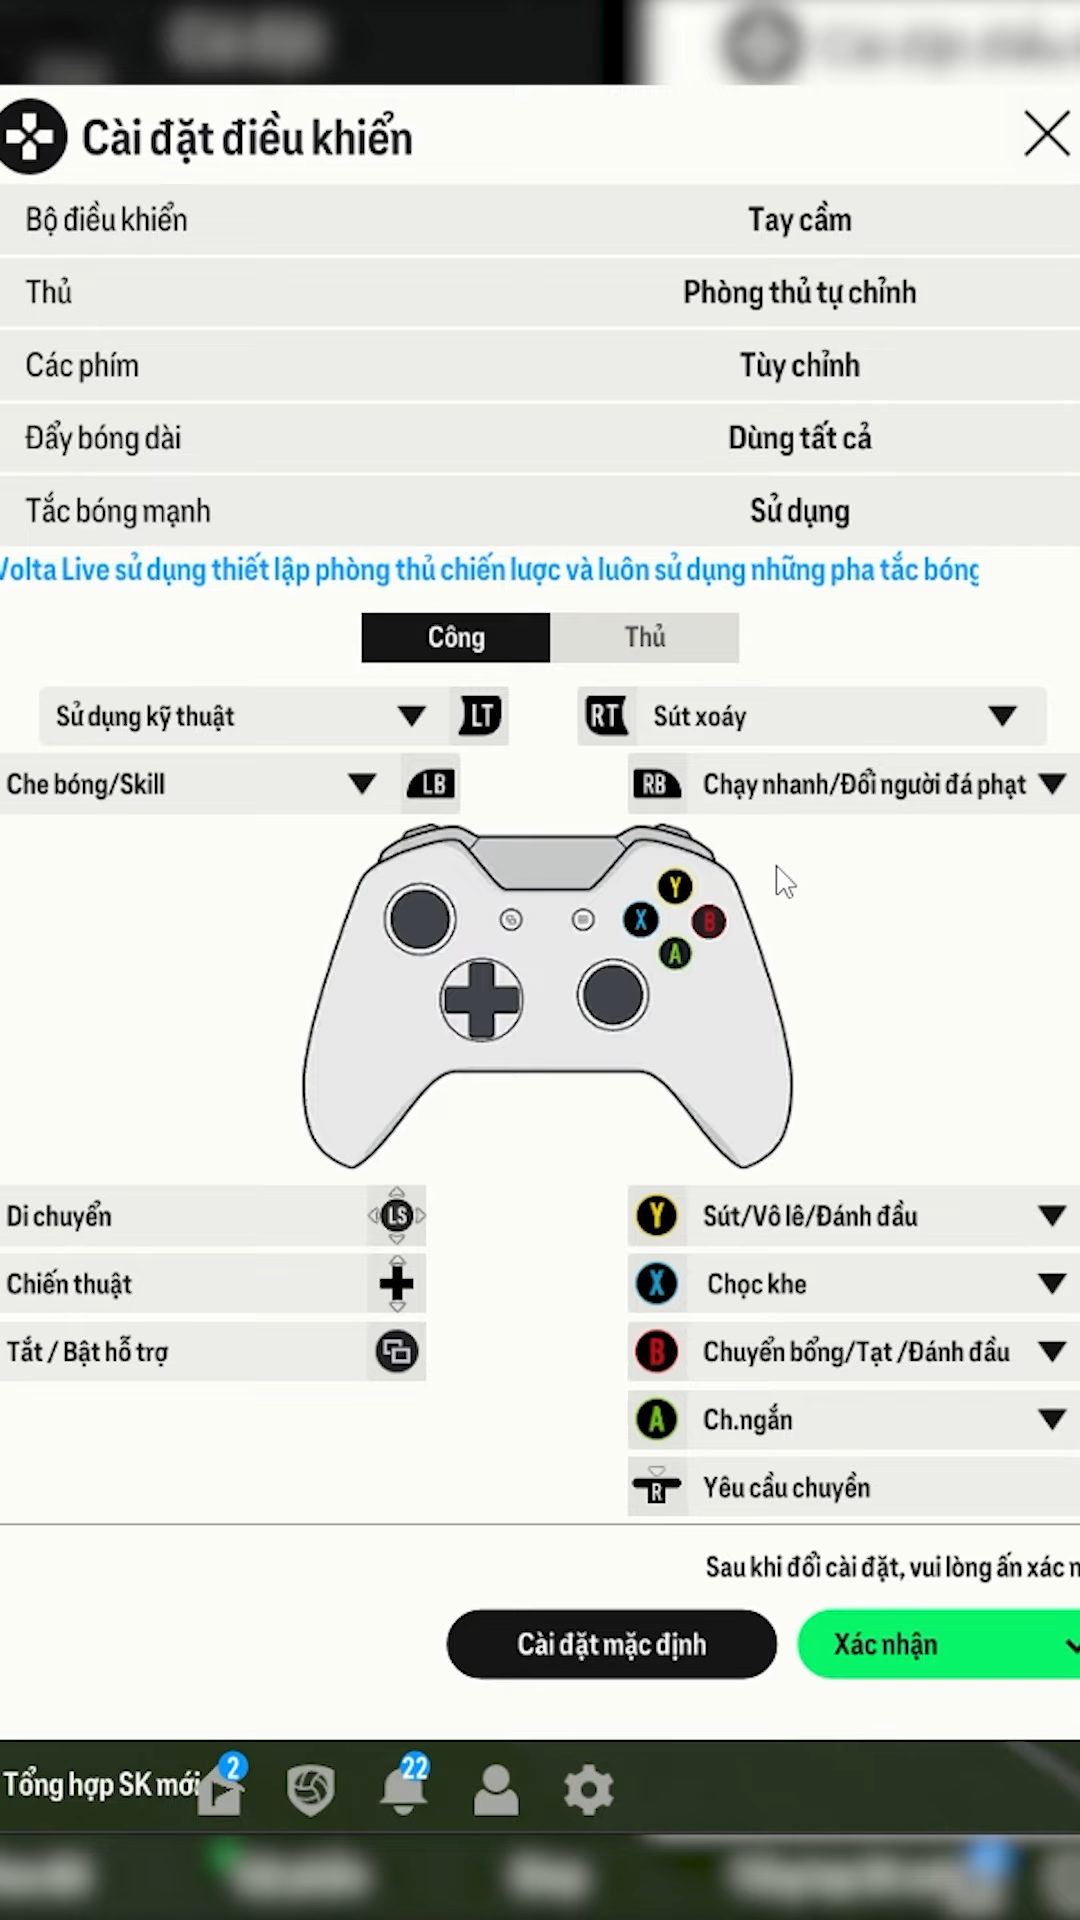 Cài đặt điều khiển
Bộ điều khiển Tay cầm
Thủ Phòng thủ tự chỉnh
Các phím Tùy chỉnh
Đẩy bóng dài Dùng tất cả
Tắc bóng mạnh Sử dụng
Volta Live sử dụng thiết lập phòng thủ chiến lược và luôn sử dụng những pha tắc bóng
Công Thủ
Sử dụng kỹ thuật LT RT Sút xoáy
Che bóng/Skill LB RB Chạy nhanh/Đổi người đá phạt
Y
X B
A
Di chuyển LS Y Sút/Vô lê/Đánh đầu
Chiến thuật X Chọc khe
Tắt / Bật hỗ trợ B Chuyển bổng/Tạt /Đánh đầu
A Ch.ngắn
R Yêu cầu chuyền
Sau khi đổi cài đặt, vui lòng ấn xác
Cài đặt mặc định Xác nhận
Tổng hợp SK mới 2 22